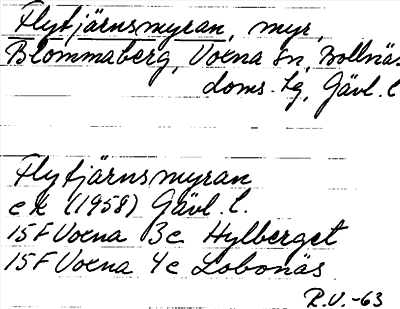 Flytjärnsmyran, myr,
Blommaberg, Voxna sn, Bollnäs
doms. lg, Gävl. l
Flytjärnsmyran
ek (1958) Gävl. l.
15F Voxna 3c Hylberget
15F Voxna 4c Lobonäs
R.V.-63